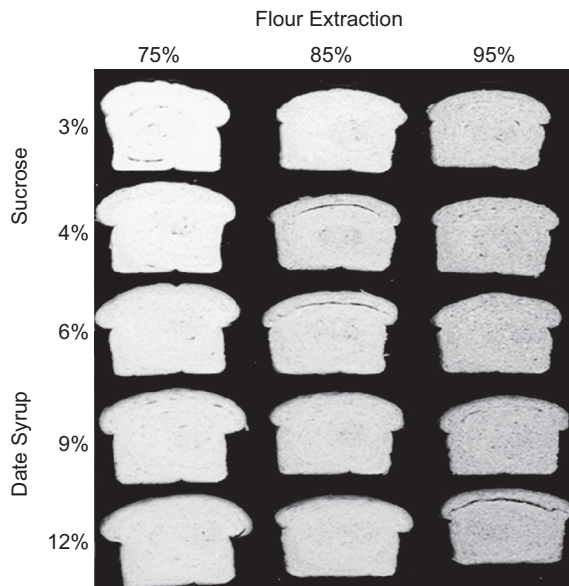 Flour Extraction
75% 85% 95%
3%
Sucrose
4%
6%
Date Syrup
9%
12%